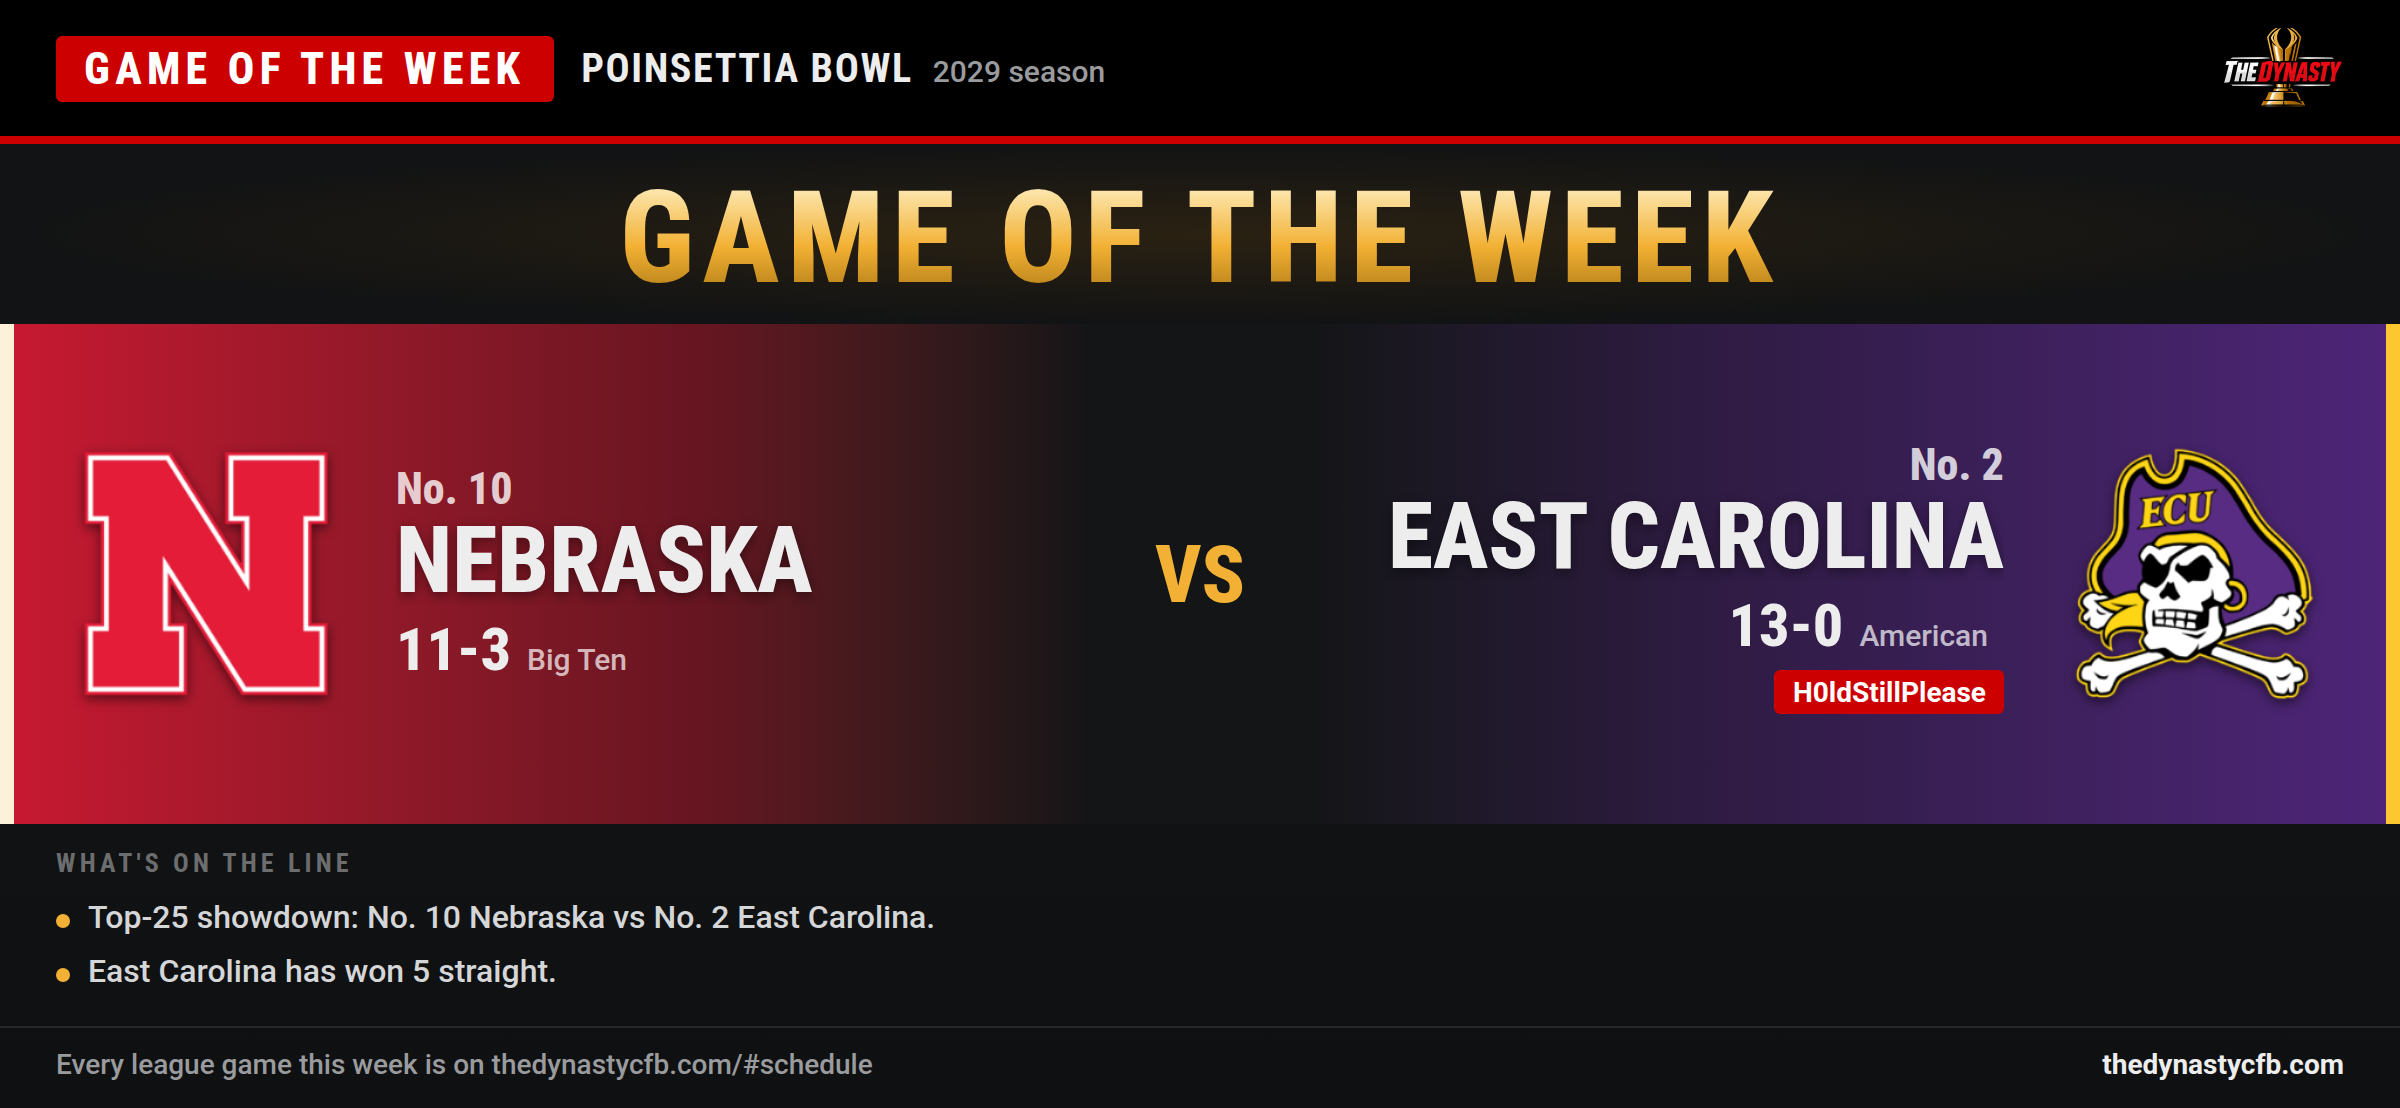 GAME OF THE WEEK POINSETTIA BOWL 2029 season
THE DYNASTY
GAME OF THE WEEK
No. 10
NEBRASKA
11-3 Big Ten
N
VS
No. 2
EAST CAROLINA
13-0 American
H0ldStillPlease
ECU
WHAT'S ON THE LINE
Top-25 showdown: No. 10 Nebraska vs No. 2 East Carolina.
East Carolina has won 5 straight.
Every league game this week is on thedynastycfb.com/#schedule
thedynastycfb.com